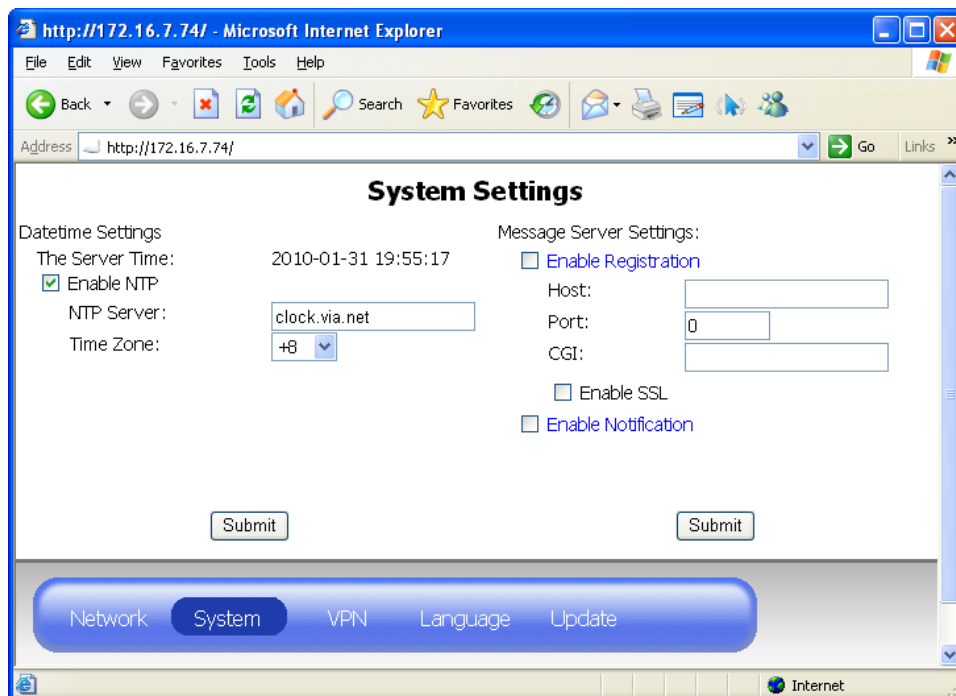 http://172.16.7.74/ - Microsoft Internet Explorer
File Edit View Favorites Tools Help
Back Search Favorites
Address http://172.16.7.74/ Go Links »
System Settings
Datetime Settings
The Server Time: 2010-01-31 19:55:17
Enable NTP
NTP Server: clock.via.net
Time Zone: +8
Submit
Message Server Settings:
Enable Registration
Host:
Port: 0
CGI:
Enable SSL
Enable Notification
Submit
Network System VPN Language Update
Internet